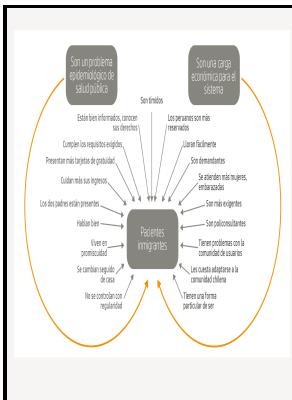 Son un problema
epidemiológico de
salud pública
Son una carga
económica para el
sistema
Son tímidos
Están bien informados, conocen
sus derechos
Los peruanos son más
reservados
Cumplen los requisitos exigidos
Lloran fácilmente
Presentan más tarjetas de gratuidad
Son demandantes
Cuidan más sus ingresos
Se atienden más mujeres,
embarazadas
Los dos padres están presentes
Son más exigentes
Hablan bien
Son policonsultantes
Pacientes
inmigrantes
Viven en
promiscuidad
Tienen problemas con la
comunidad de usuarios
Se cambian seguido
de casa
Les cuesta adaptarse a la
comunidad chilena
No se controlan con
regularidad
Tienen una forma
particular de ser